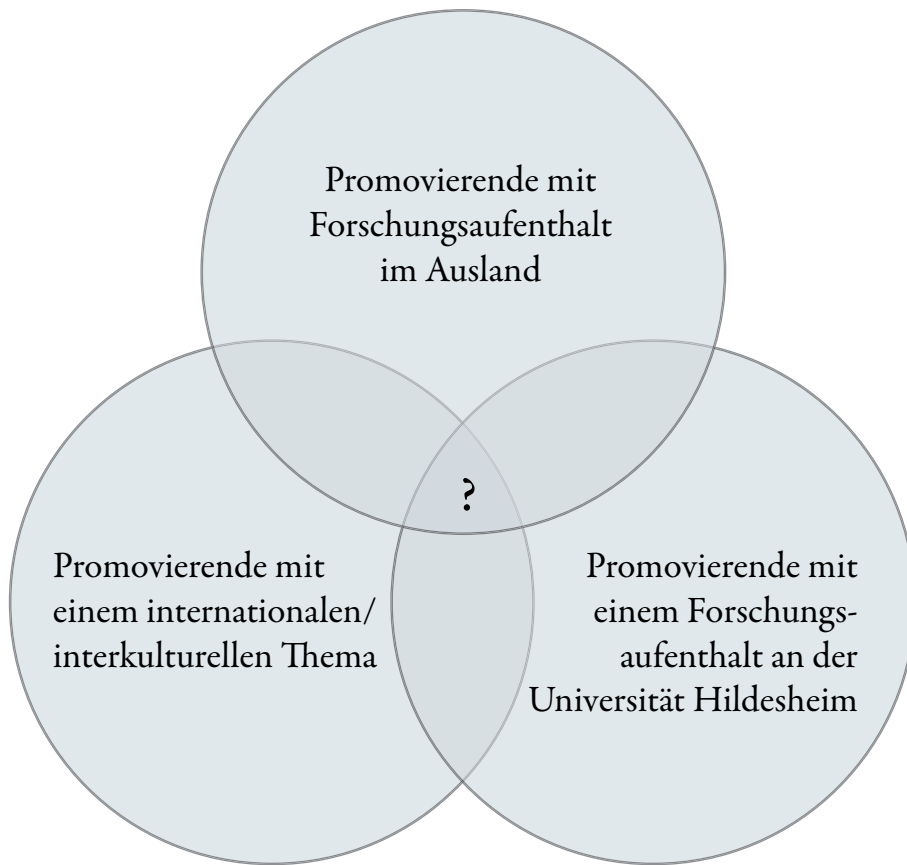 Promovierende mit
Forschungsaufenthalt
im Ausland
?
Promovierende mit
einem internationalen/
interkulturellen Thema
Promovierende mit
einem Forschungs-
aufenthalt an der
Universität Hildesheim